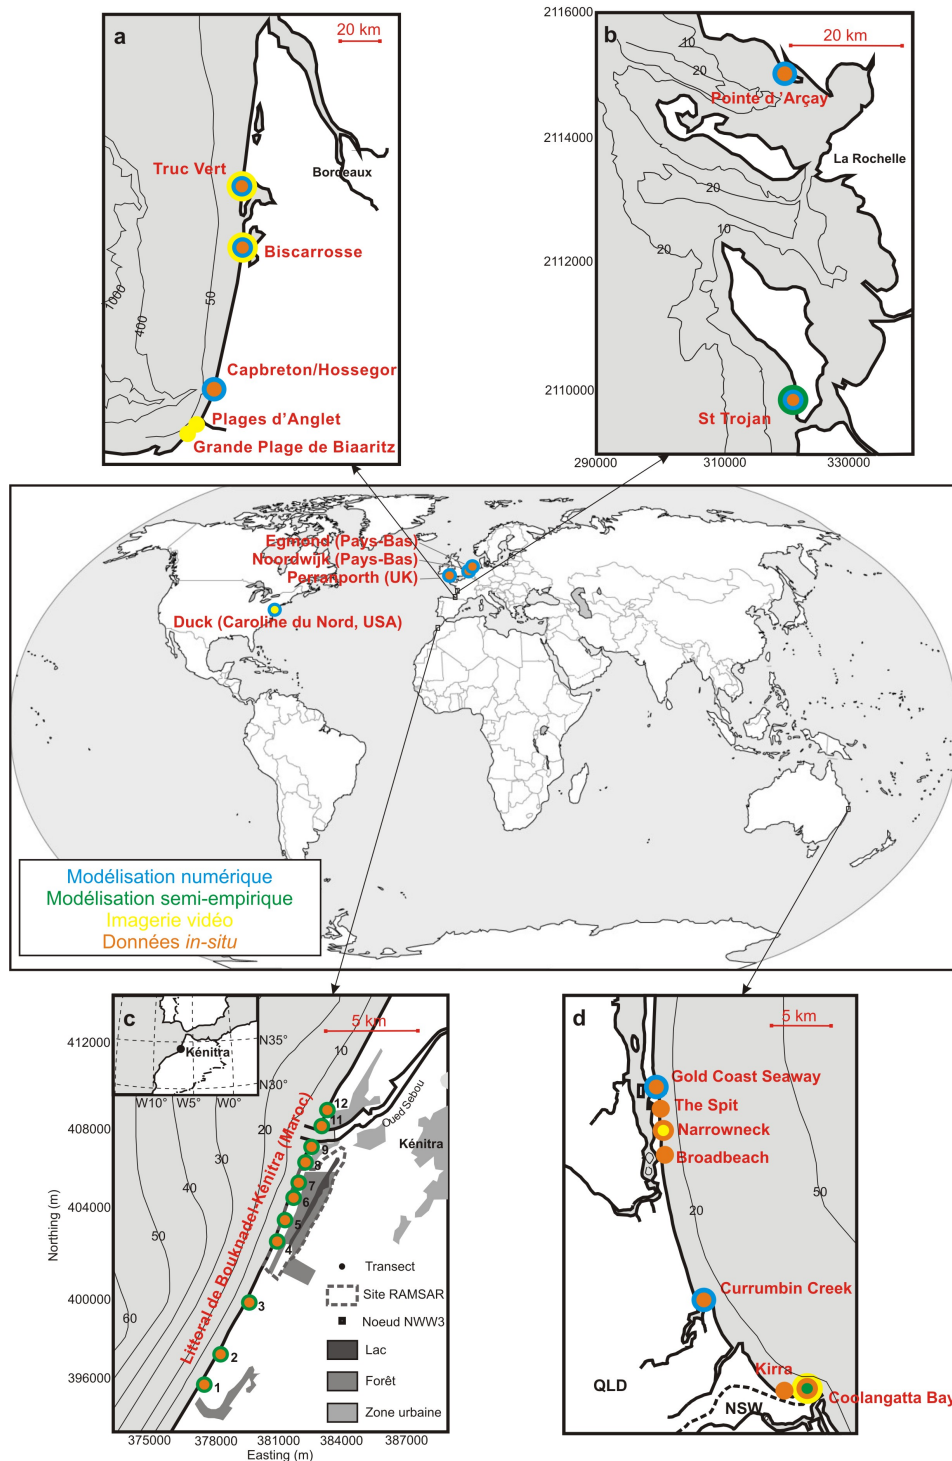 a
20 km
Truc Vert
Bordeaux
Biscarrosse
1000
400
50
Capbreton/Hossegor
Plages d'Anglet
Grande Plage de Biaaritz
2116000
b
20 km
10
20
Pointe d 'Arçay
2114000
La Rochelle
20
10
20
2112000
2110000
St Trojan
290000
310000
330000
Egmond (Pays-Bas)
Noordwijk (Pays-Bas)
Perranporth (UK)
Duck (Caroline du Nord, USA)
Modélisation numérique
Modélisation semi-empirique
Imagerie vidéo
Données in-situ
c
5 km
Kénitra
N35°
N30°
W10°
W5°
W0°
412000
408000
404000
400000
396000
Northing (m)
10
20
30
40
50
60
Littoral de Bouknadel-Kénitra (Maroc)
Oued Sebou
Kénitra
12
11
9
8
7
6
5
4
3
2
1
Transect
Site RAMSAR
Noeud NWW3
Lac
Forêt
Zone urbaine
375000
378000
381000
384000
387000
Easting (m)
d
5 km
Gold Coast Seaway
The Spit
Narrowneck
Broadbeach
20
50
Currumbin Creek
Kirra
Coolangatta Bay
QLD
NSW